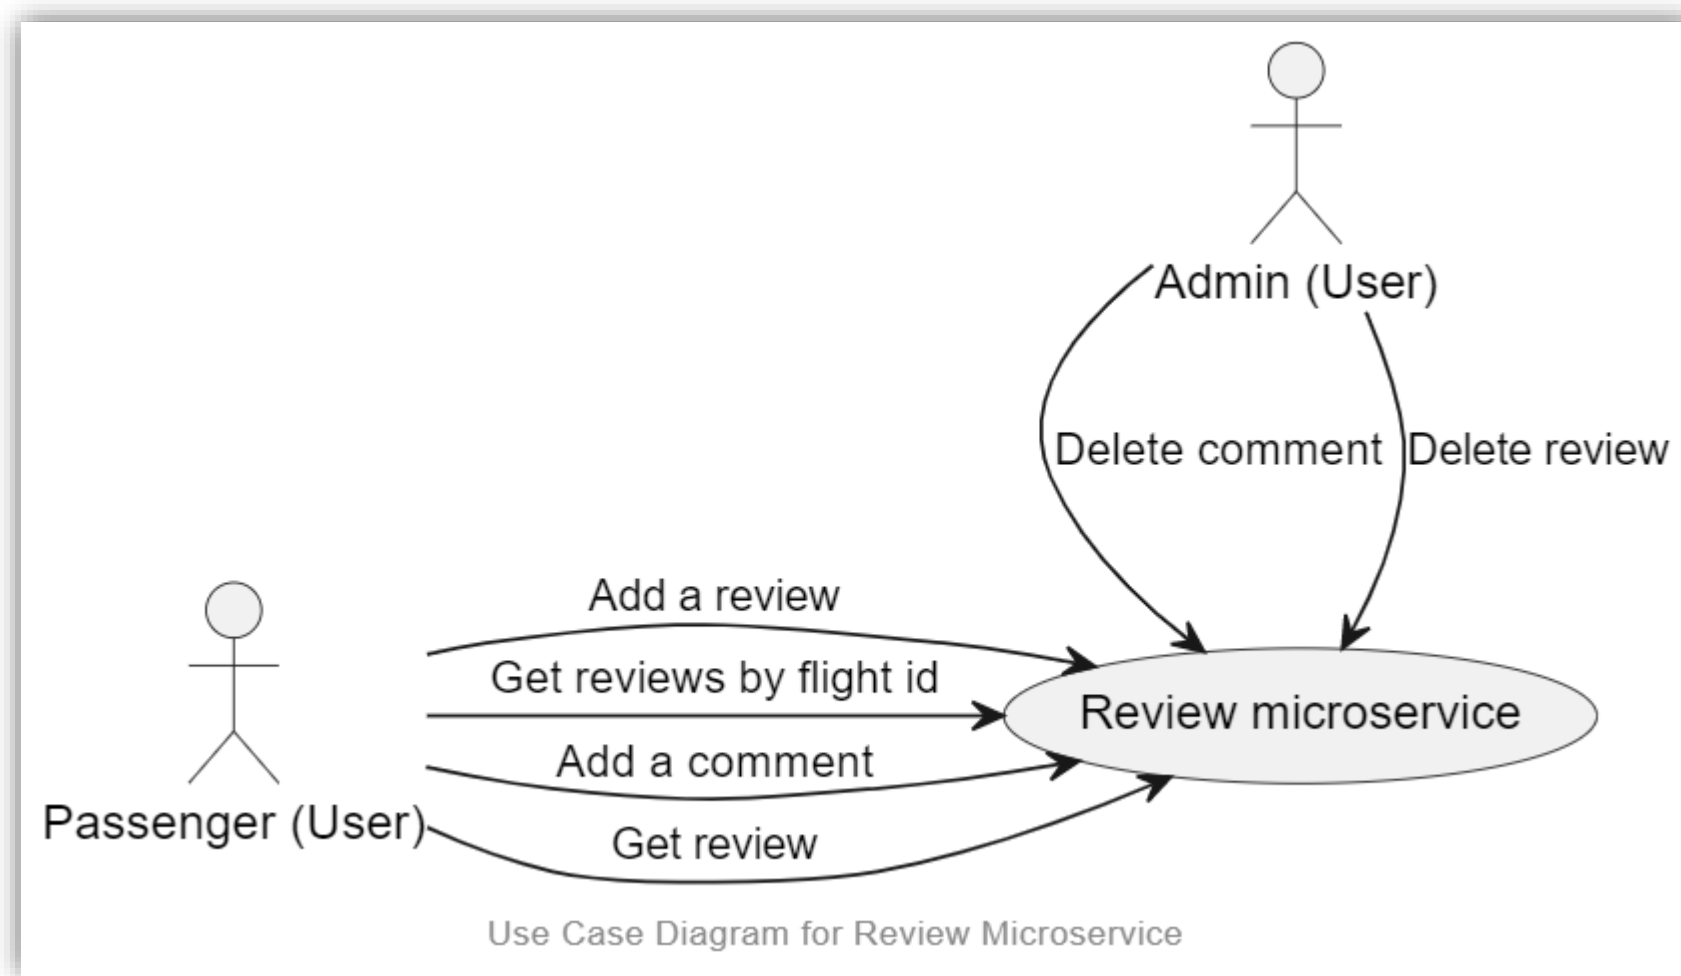 Admin (User)
Delete comment
Delete review
Add a review
Get reviews by flight id
Review microservice
Add a comment
Passenger (User)
Get review
Use Case Diagram for Review Microservice